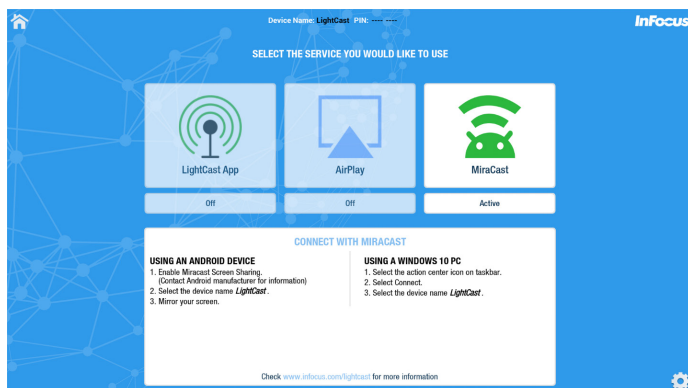 Device Name: LightCast PIN: ---- ----
InFocus
SELECT THE SERVICE YOU WOULD LIKE TO USE
LightCast App
AirPlay
MiraCast
Off
Off
Active
CONNECT WITH MIRACAST
USING AN ANDROID DEVICE
1. Enable Miracast Screen Sharing.
(Contact Android manufacturer for information)
2. Select the device name LightCast .
3. Mirror your screen.
USING A WINDOWS 10 PC
1. Select the action center icon on taskbar.
2. Select Connect.
3. Select the device name LightCast .
Check www.infocus.com/lightcast for more information